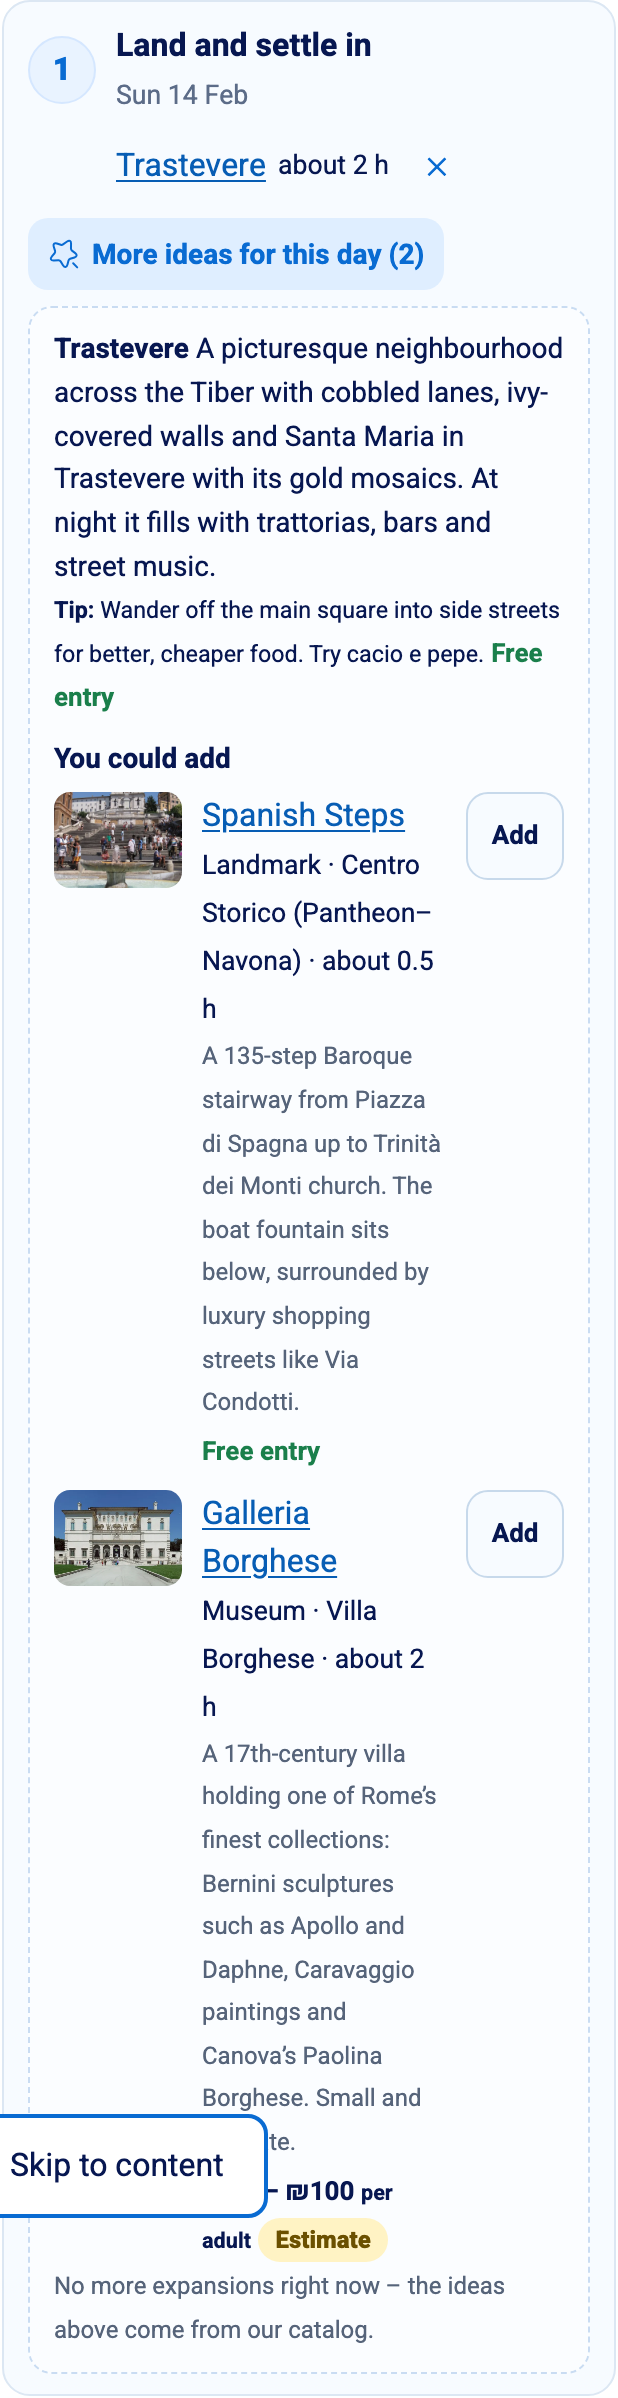 1
Land and settle in
Sun 14 Feb
Trastevere about 2 h ×
More ideas for this day (2)
Trastevere A picturesque neighbourhood
across the Tiber with cobbled lanes, ivy-
covered walls and Santa Maria in
Trastevere with its gold mosaics. At
night it fills with trattorias, bars and
street music.
Tip: Wander off the main square into side streets
for better, cheaper food. Try cacio e pepe. Free
entry
You could add
Spanish Steps
Add
Landmark · Centro
Storico (Pantheon–
Navona) · about 0.5
h
A 135-step Baroque
stairway from Piazza
di Spagna up to Trinità
dei Monti church. The
boat fountain sits
below, surrounded by
luxury shopping
streets like Via
Condotti.
Free entry
Galleria
Borghese
Add
Museum · Villa
Borghese · about 2
h
A 17th-century villa
holding one of Rome’s
finest collections:
Bernini sculptures
such as Apollo and
Daphne, Caravaggio
paintings and
Canova’s Paolina
Borghese. Small and
te.
Skip to content
– ₪100 per
adult Estimate
No more expansions right now – the ideas
above come from our catalog.